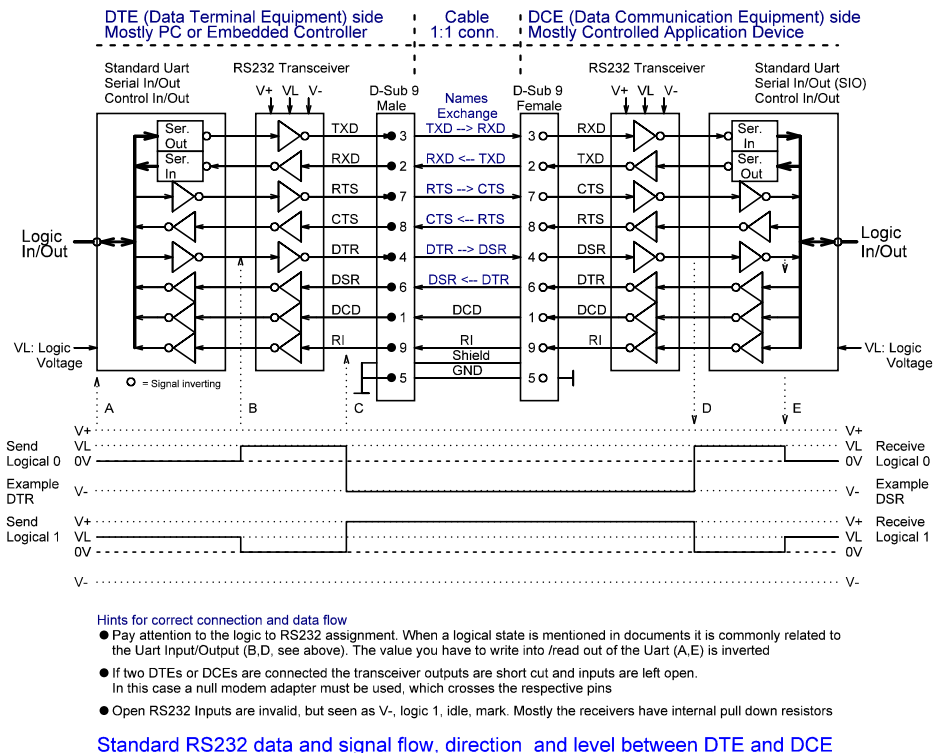 DTE (Data Terminal Equipment) side
Mostly PC or Embedded Controller
Cable
1:1 conn.
DCE (Data Communication Equipment) side
Mostly Controlled Application Device
Standard Uart
Serial In/Out
Control In/Out
RS232 Transceiver
V+ VL V-
D-Sub 9
Male
Names
Exchange
D-Sub 9
Female
RS232 Transceiver
V+ VL V-
Standard Uart
Serial In/Out (SIO)
Control In/Out
Ser. Out
TXD
3
TXD --> RXD
3
RXD
Ser. In
Ser. In
RXD
2
RXD <-- TXD
2
TXD
Ser. Out
RTS
7
RTS --> CTS
7
CTS
CTS
8
CTS <-- RTS
8
RTS
Logic
In/Out
DTR
4
DTR --> DSR
4
DSR
Logic
In/Out
DSR
6
DSR <-- DTR
6
DTR
DCD
1
DCD
1
DCD
VL: Logic
Voltage
RI
9
RI
9
RI
VL: Logic
Voltage
Shield
5
GND
5
= Signal inverting
A
B
C
D
E
V+
V+
Send
Logical 0
VL
0V
VL
0V
Receive
Logical 0
Example
DTR
V-
V-
Example
DSR
Send
Logical 1
V+
VL
0V
V+
VL
0V
Receive
Logical 1
V-
V-
Hints for correct connection and data flow
● Pay attention to the logic to RS232 assignment. When a logical state is mentioned in documents it is commonly related to
the Uart Input/Output (B,D, see above). The value you have to write into /read out of the Uart (A,E) is inverted
● If two DTEs or DCEs are connected the transceiver outputs are short cut and inputs are left open.
In this case a null modem adapter must be used, which crosses the respective pins
● Open RS232 Inputs are invalid, but seen as V-, logic 1, idle, mark. Mostly the receivers have internal pull down resistors
Standard RS232 data and signal flow, direction and level between DTE and DCE